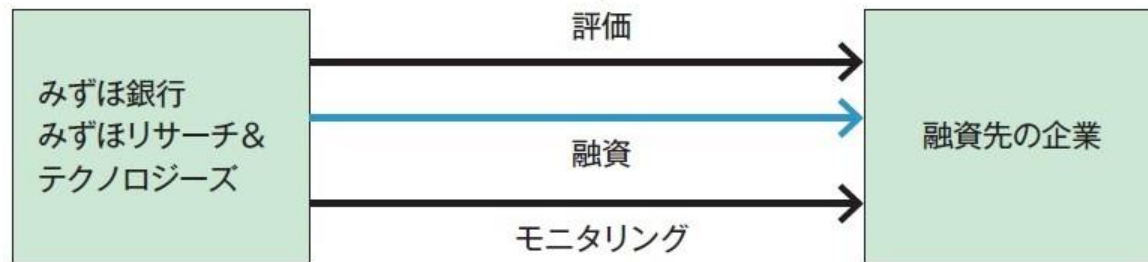 評価
みずほ銀行
みずほリサーチ＆
テクノロジーズ
融資
モニタリング
融資先の企業